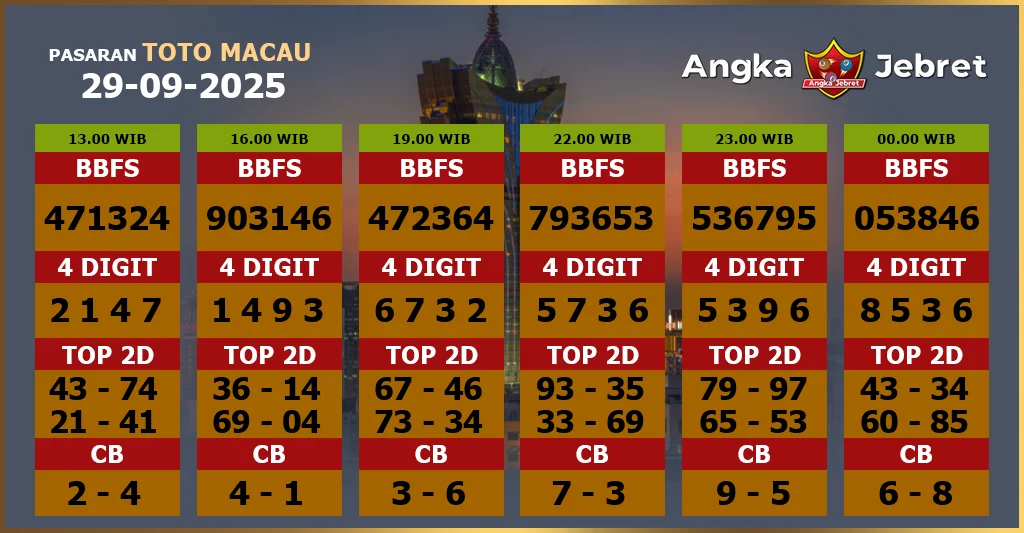 PASARAN TOTO MACAU
29-09-2025
Angka Jebret
Angka Jebret
13.00 WIB
BBFS
471324
4 DIGIT
2 1 4 7
TOP 2D
43 - 74
21 - 41
CB
2 - 4
16.00 WIB
BBFS
903146
4 DIGIT
1 4 9 3
TOP 2D
36 - 14
69 - 04
CB
4 - 1
19.00 WIB
BBFS
472364
4 DIGIT
6 7 3 2
TOP 2D
67 - 46
73 - 34
CB
3 - 6
22.00 WIB
BBFS
793653
4 DIGIT
5 7 3 6
TOP 2D
93 - 35
33 - 69
CB
7 - 3
23.00 WIB
BBFS
536795
4 DIGIT
5 3 9 6
TOP 2D
79 - 97
65 - 53
CB
9 - 5
00.00 WIB
BBFS
053846
4 DIGIT
8 5 3 6
TOP 2D
43 - 34
60 - 85
CB
6 - 8